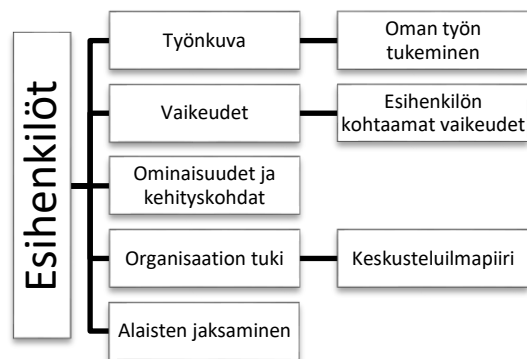 Esihenkilöt
Työnkuva
Oman työn
tukeminen
Vaikeudet
Esihenkilön
kohtaamat vaikeudet
Ominaisuudet ja
kehityskohdat
Organisaation tuki
Keskusteluilmapiiri
Alaisten jaksaminen